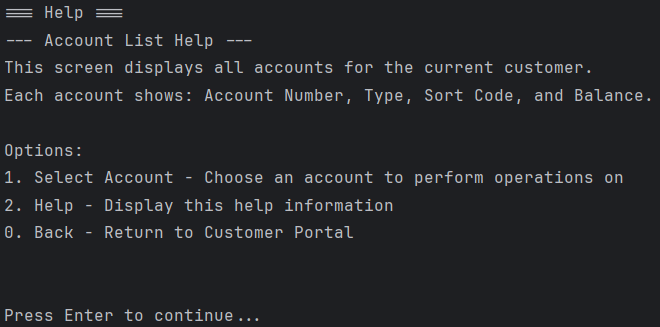 === Help ===
--- Account List Help ---
This screen displays all accounts for the current customer.
Each account shows: Account Number, Type, Sort Code, and Balance.
Options:
1. Select Account - Choose an account to perform operations on
2. Help - Display this help information
0. Back - Return to Customer Portal
Press Enter to continue...